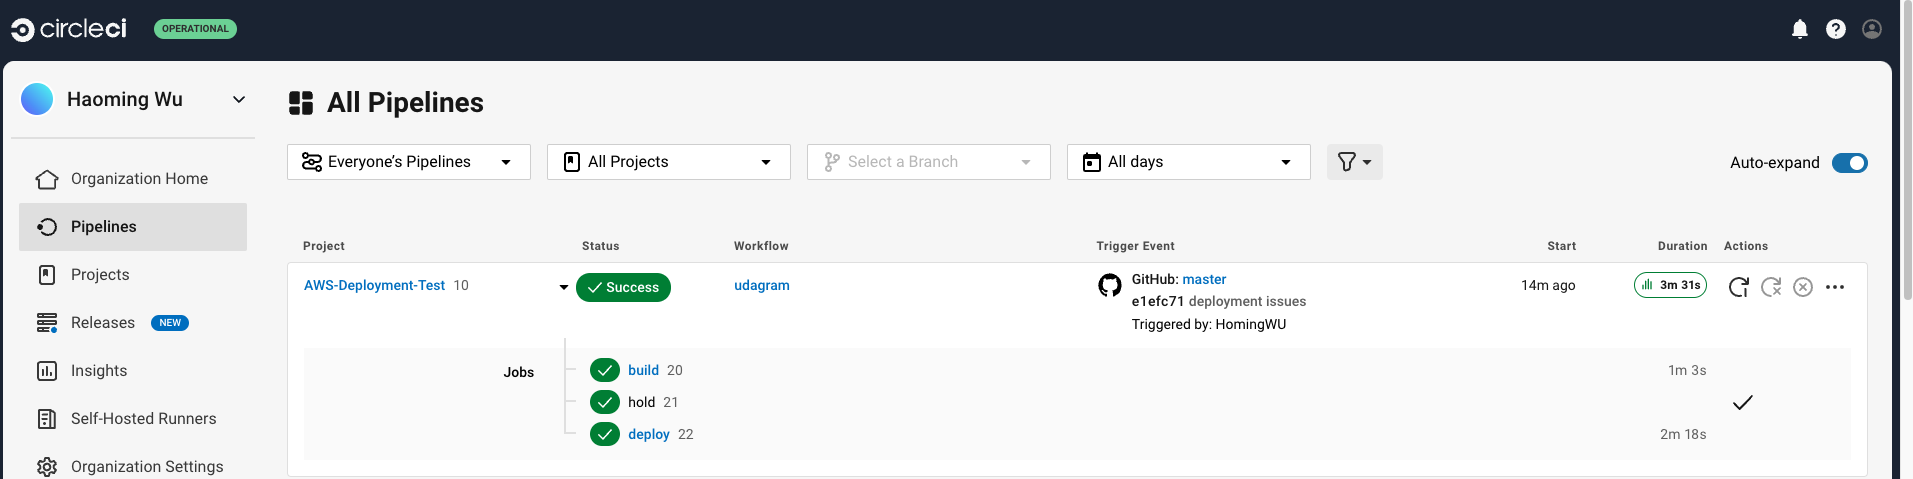 circleci OPERATIONAL
Haoming Wu
All Pipelines
Everyone's Pipelines All Projects Select a Branch All days Auto-expand
Organization Home
Pipelines
Projects
Releases NEW
Insights
Self-Hosted Runners
Organization Settings
Project Status Workflow Trigger Event Start Duration Actions
AWS-Deployment-Test 10 Success udagram GitHub: master 14m ago 3m 31s
e1efc71 deployment issues
Triggered by: HomingWU
Jobs build 20 1m 3s
hold 21
deploy 22 2m 18s